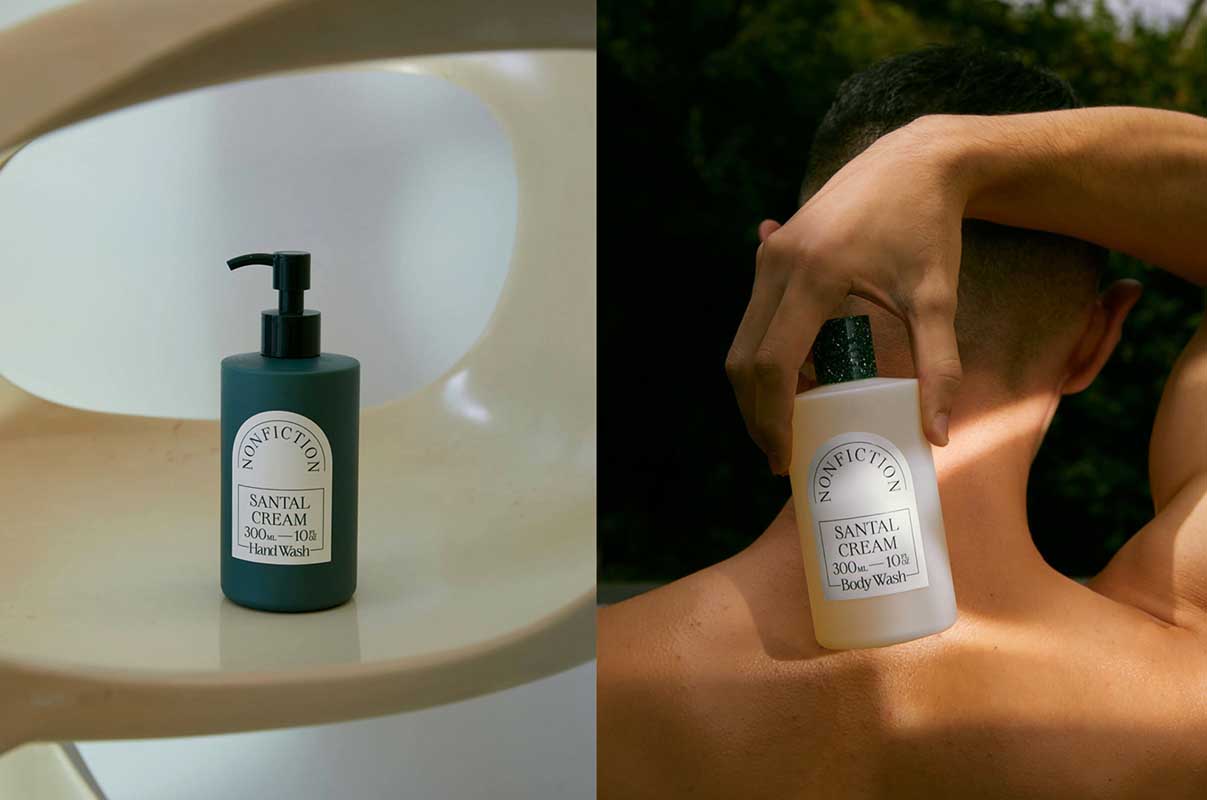 NONFICTION
SANTAL
CREAM
300ML — 10 FL OZ
Hand Wash
NONFICTION
SANTAL
CREAM
300ML — 10 FL OZ
Body Wash